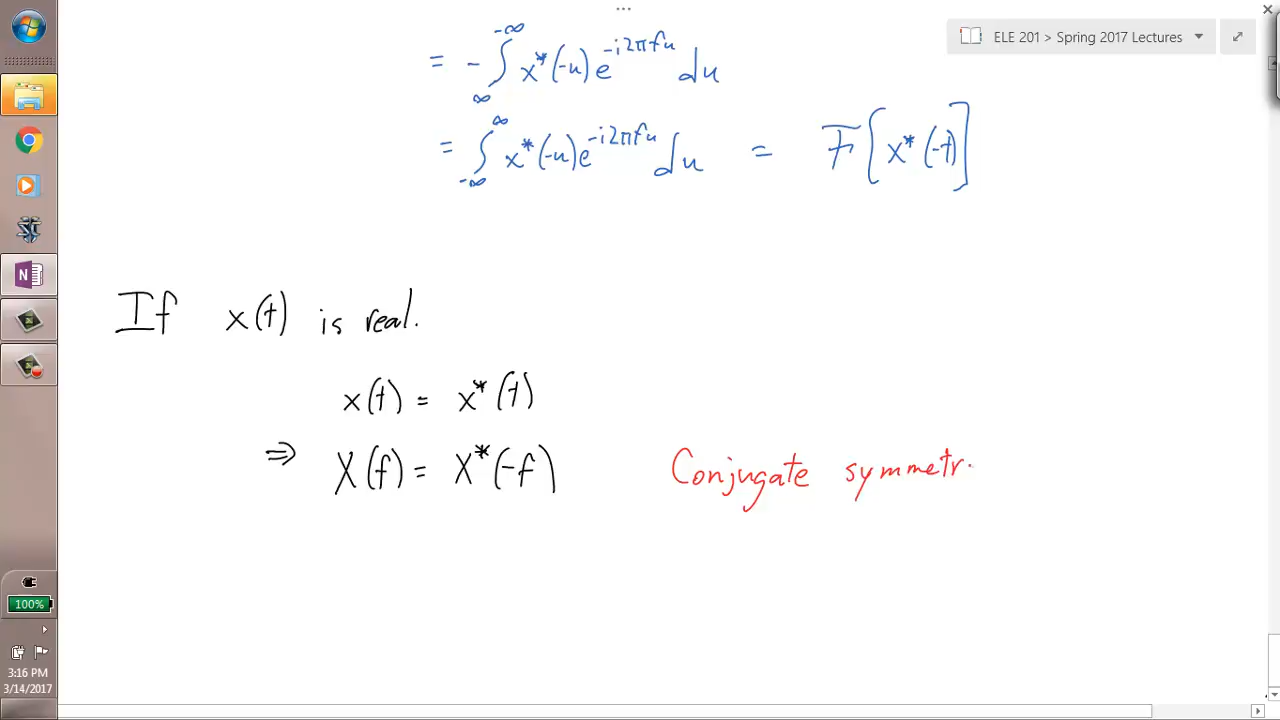 ELE 201 > Spring 2017 Lectures
= - ∫_{∞}^{-∞} x*(-u) e^{-i2πfu} du
= ∫_{-∞}^{∞} x*(-u) e^{-i2πfu} du = F[x*(-t)]
If x(t) is real.
x(t) = x*(t)
⇒ X(f) = X*(-f) Conjugate symmetr
100%
3:16 PM
3/14/2017